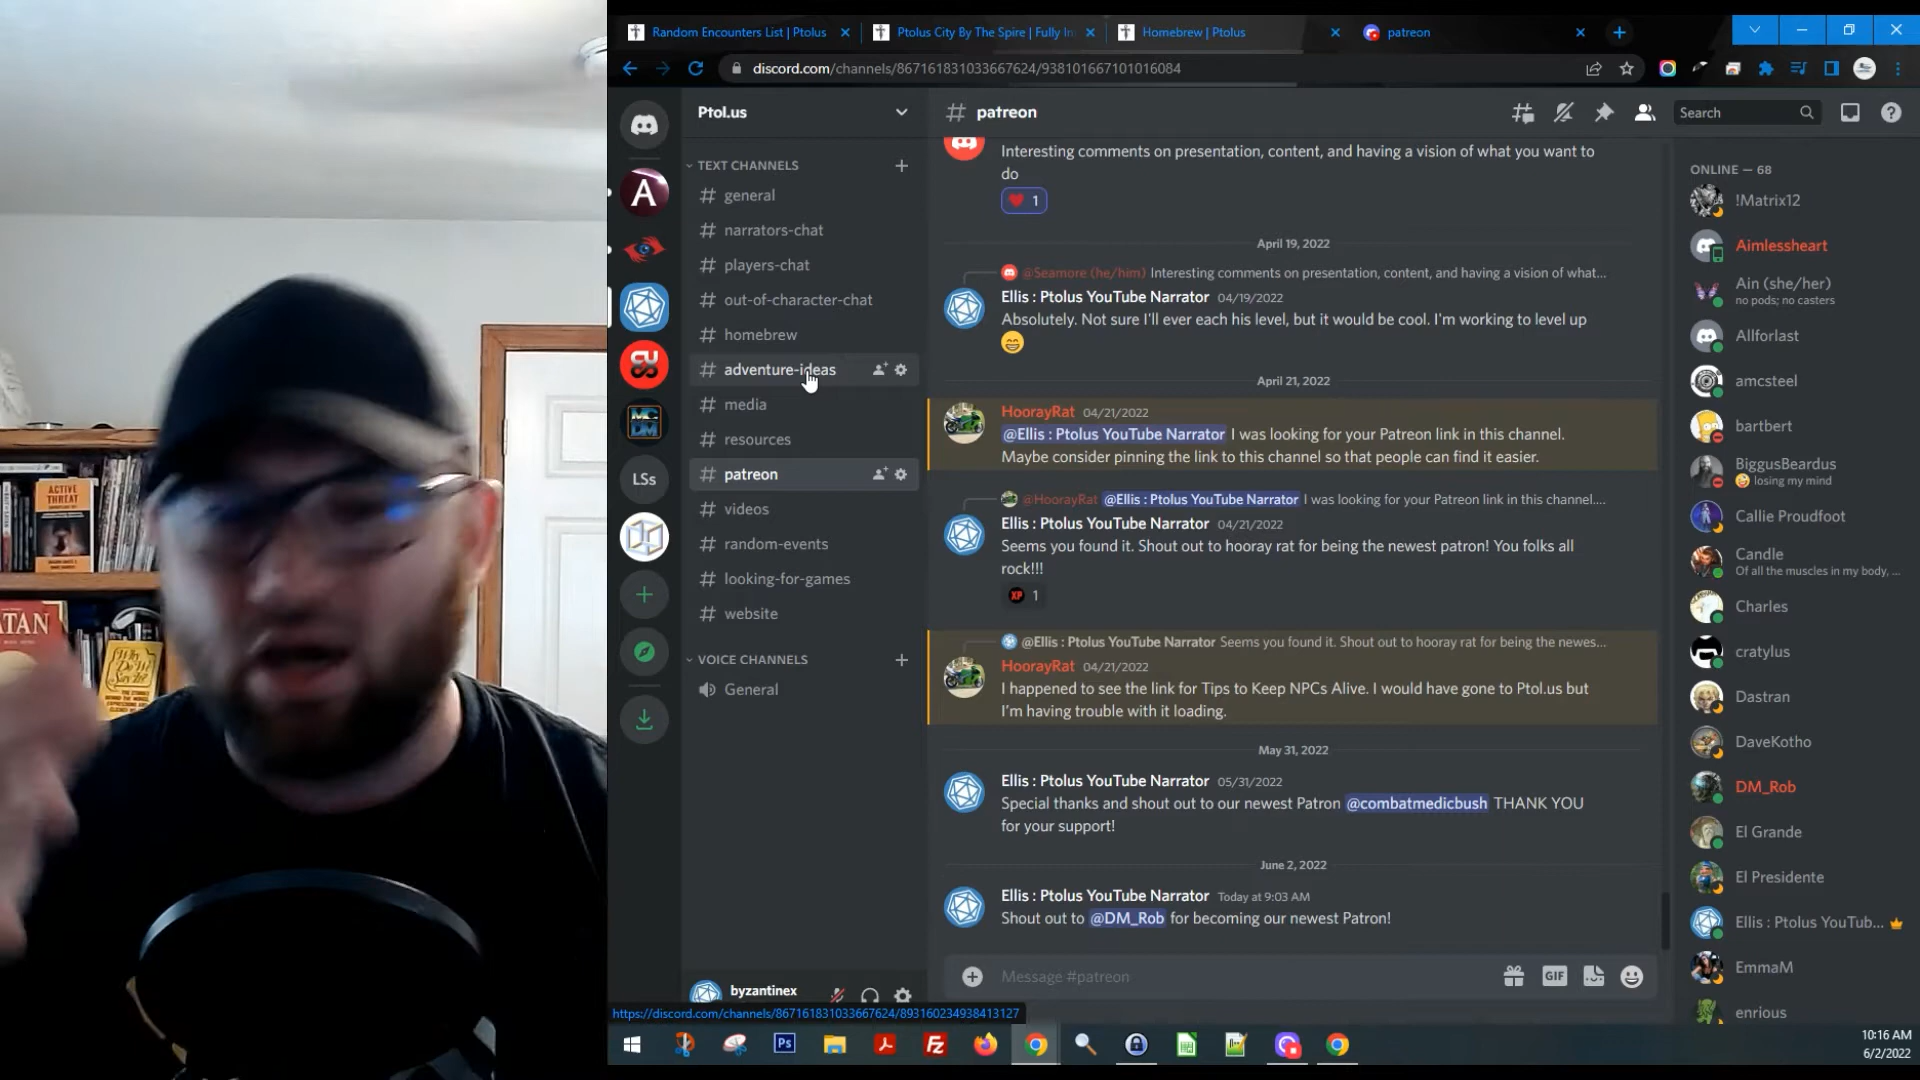 Random Encounters List | Ptolus
Ptolus City By The Spire | Fully In
Homebrew | Ptolus
patreon
discord.com/channels/867161831033667624/938101667101016084
Ptol.us
# patreon
Search
TEXT CHANNELS
# general
# narrators-chat
# players-chat
# out-of-character-chat
# homebrew
# adventure-ideas
# media
# resources
# patreon
# videos
# random-events
# looking-for-games
# website
VOICE CHANNELS
General
A
CU
MC
DM
LSs
Interesting comments on presentation, content, and having a vision of what you want to
do
1
April 19, 2022
@Seamore (he/him) Interesting comments on presentation, content, and having a vision of what...
Ellis : Ptolus YouTube Narrator 04/19/2022
Absolutely. Not sure I'll ever each his level, but it would be cool. I'm working to level up
April 21, 2022
HoorayRat 04/21/2022
@Ellis : Ptolus YouTube Narrator I was looking for your Patreon link in this channel.
Maybe consider pinning the link to this channel so that people can find it easier.
@HoorayRat @Ellis : Ptolus YouTube Narrator I was looking for your Patreon link in this channel....
Ellis : Ptolus YouTube Narrator 04/21/2022
Seems you found it. Shout out to hooray rat for being the newest patron! You folks all
rock!!!
XP 1
@Ellis : Ptolus YouTube Narrator Seems you found it. Shout out to hooray rat for being the newes...
HoorayRat 04/21/2022
I happened to see the link for Tips to Keep NPCs Alive. I would have gone to Ptol.us but
I'm having trouble with it loading.
May 31, 2022
Ellis : Ptolus YouTube Narrator 05/31/2022
Special thanks and shout out to our newest Patron @combatmedicbush THANK YOU
for your support!
June 2, 2022
Ellis : Ptolus YouTube Narrator Today at 9:03 AM
Shout out to @DM_Rob for becoming our newest Patron!
Message #patreon
GIF
ONLINE — 68
!Matrix12
Aimlessheart
Ain (she/her)
no pods; no casters
Allforlast
amcsteel
bartbert
BiggusBeardus
losing my mind
Callie Proudfoot
Candle
Of all the muscles in my body, ...
Charles
cratylus
Dastran
DaveKotho
DM_Rob
El Grande
El Presidente
Ellis : Ptolus YouTub...
EmmaM
enrious
byzantinex
https://discord.com/channels/867161831033667624/893160234938413127
Ps
Fz
10:16 AM
6/2/2022
ACTIVE
THREAT
ATAN
Why
Do We
Say It?